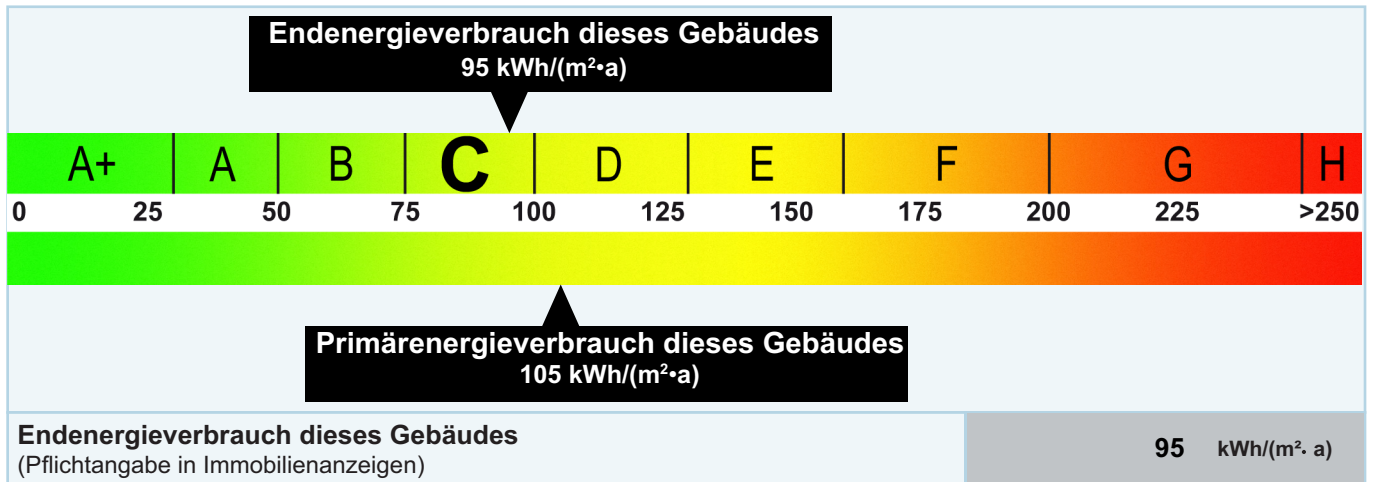 Endenergieverbrauch dieses Gebäudes
95 kWh/(m²•a)
A+ A B C D E F G H
0 25 50 75 100 125 150 175 200 225 >250
Primärenergieverbrauch dieses Gebäudes
105 kWh/(m²•a)
Endenergieverbrauch dieses Gebäudes
(Pflichtangabe in Immobilienanzeigen)
95 kWh/(m²· a)